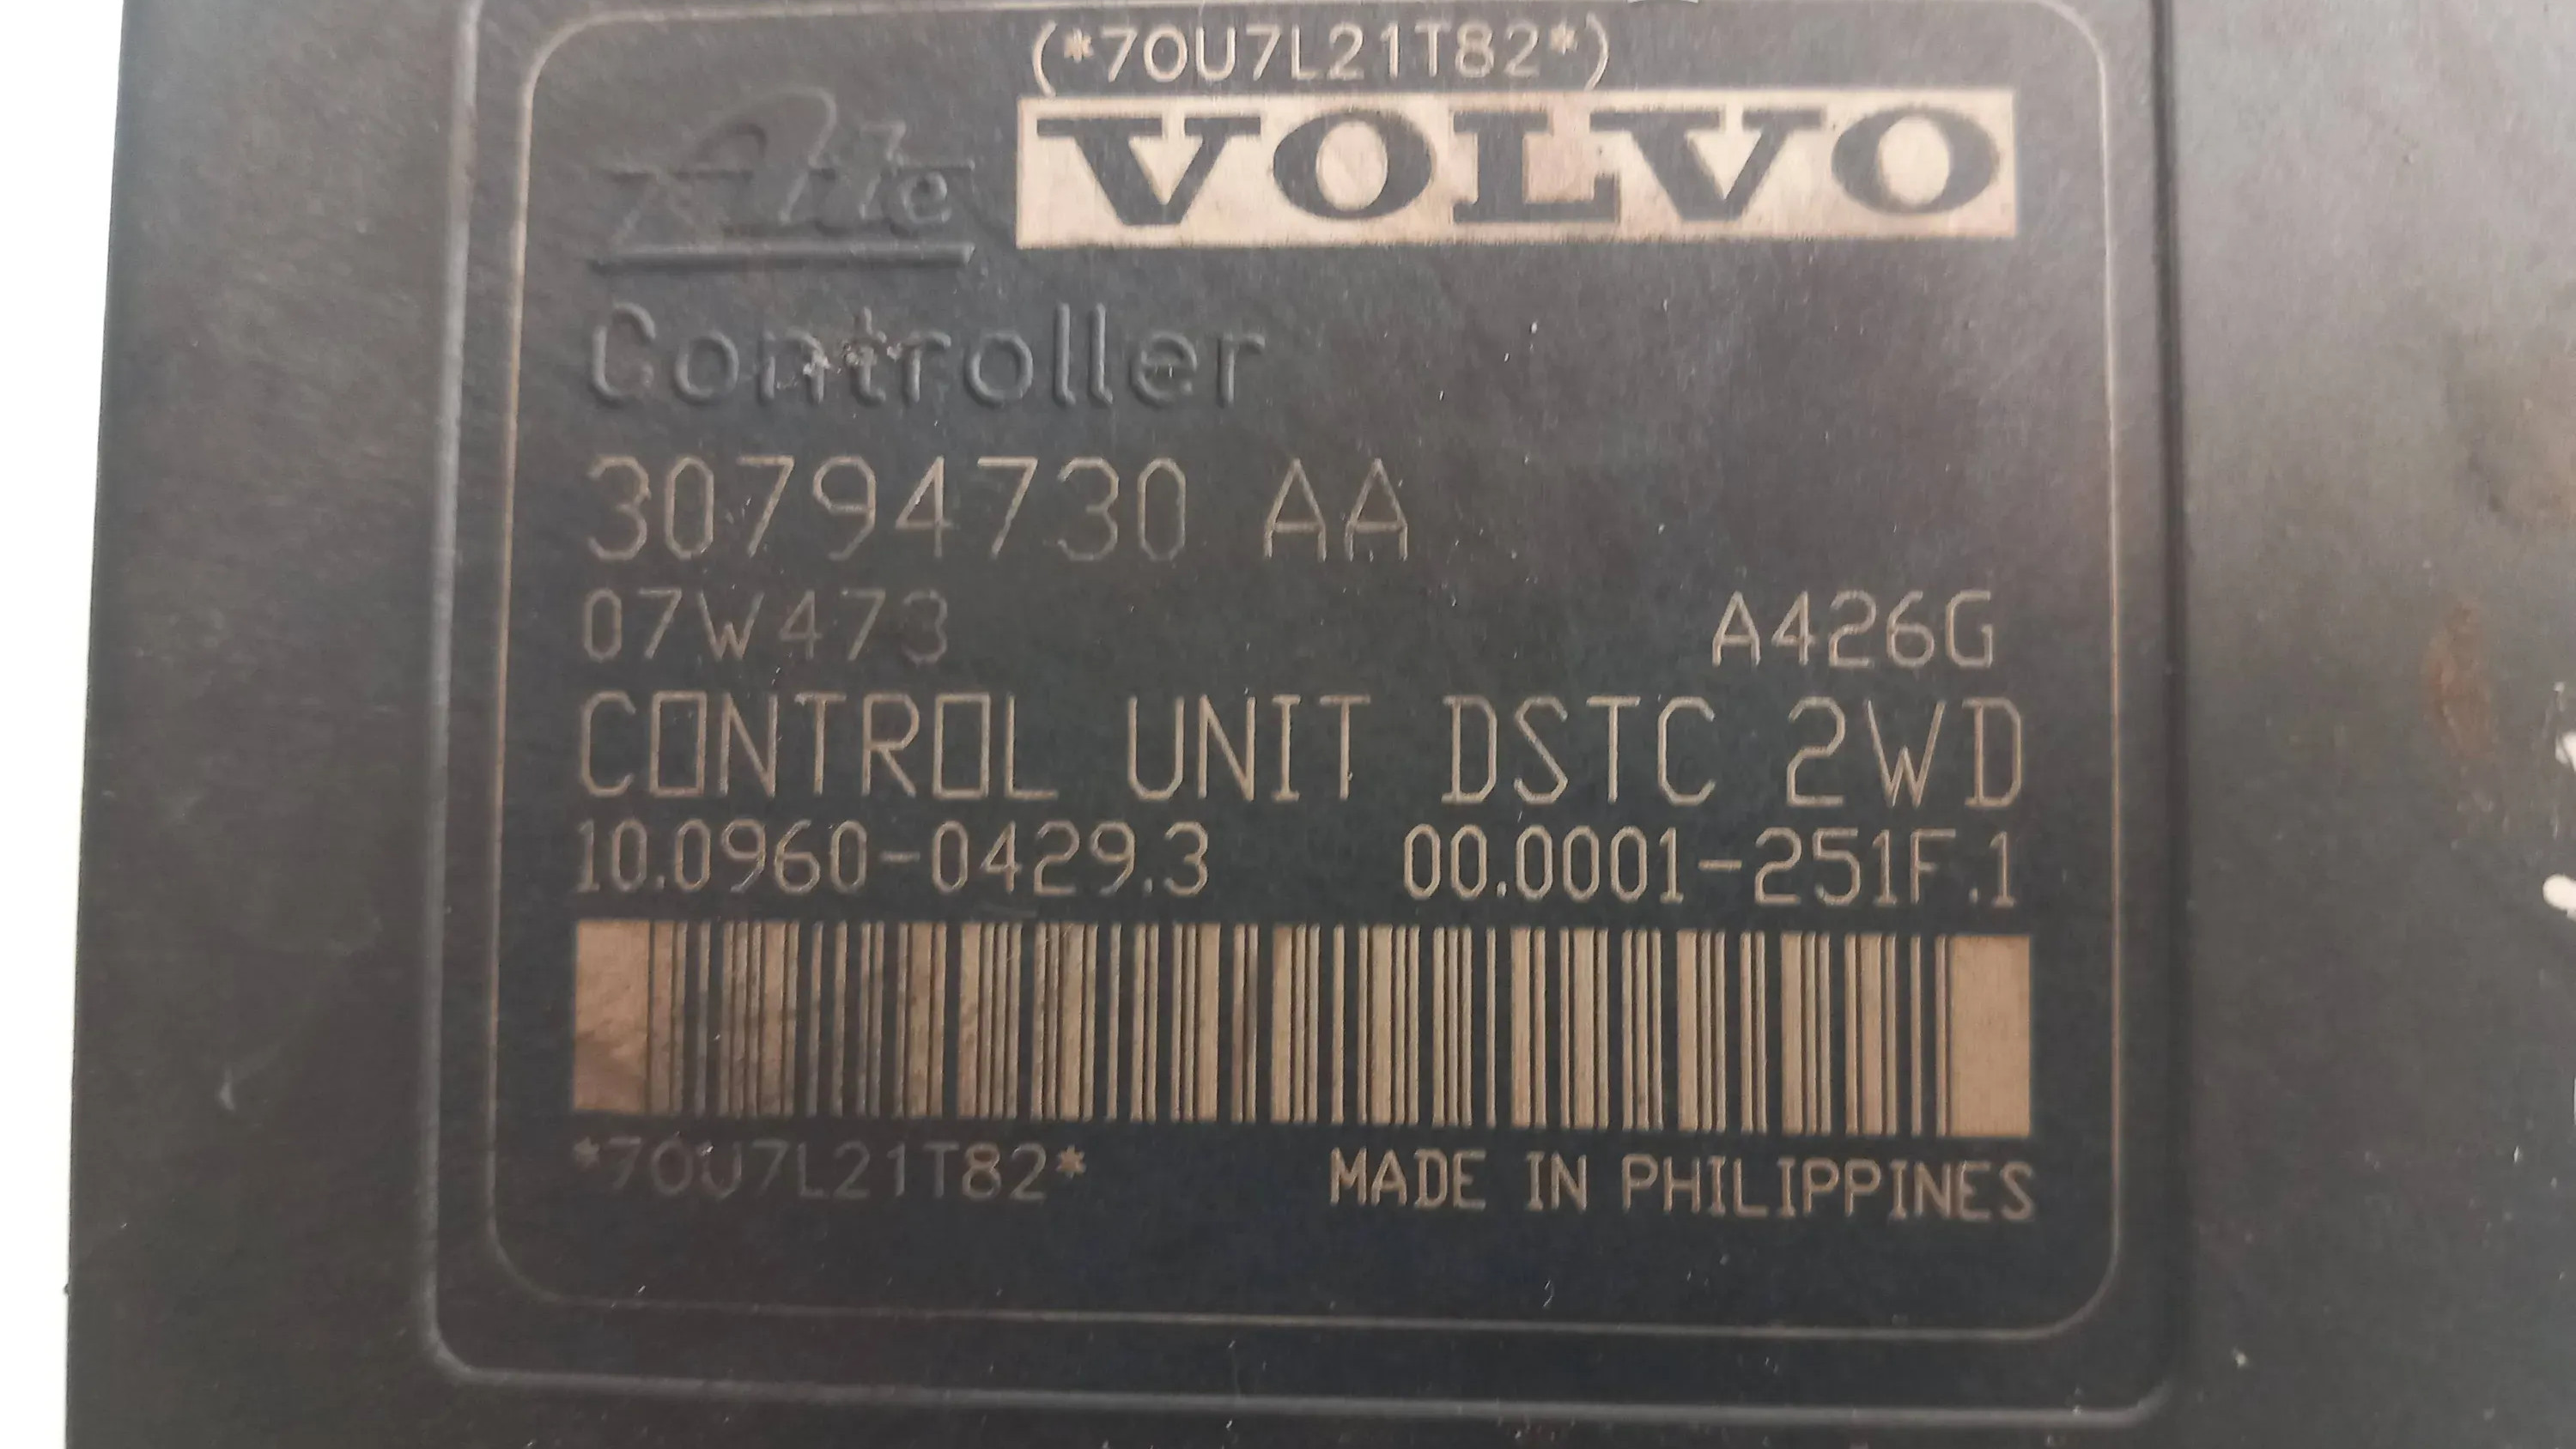 (*70U7L21T82*)
Ate VOLVO
Controller
30794730 AA
07W473 A426G
CONTROL UNIT DSTC 2WD
10.0960-0429.3 00.0001-251F.1
*70U7L21T82* MADE IN PHILIPPINES